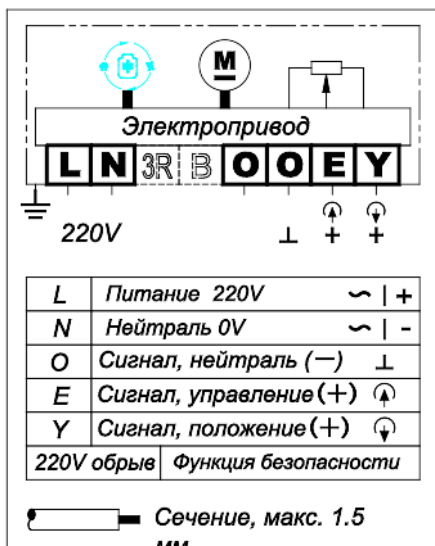 M
Электропривод
L N 3R B O O E Y
220V ⊥ + +
L Питание 220V ∽ | +
N Нейтраль 0V ∽ | -
O Сигнал, нейтраль (—) ⊥
E Сигнал, управление (+)
Y Сигнал, положение (+)
220V обрыв Функция безопасности
Сечение, макс. 1.5
мм